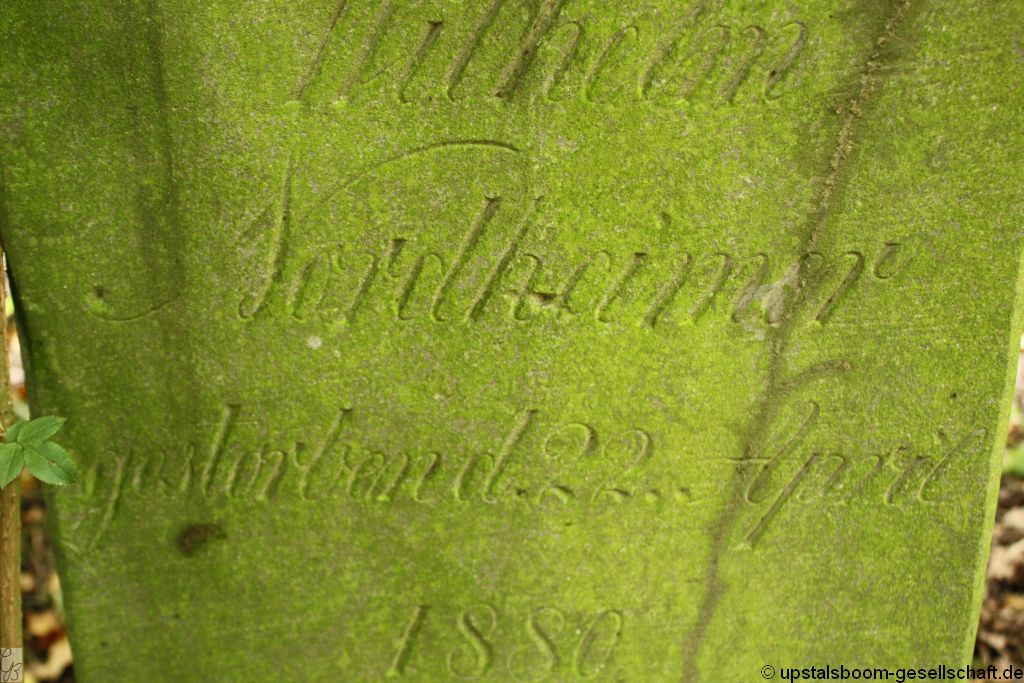 Wilhelm
Nordheimer
gestorben d. 22. April
1880
© upstalsboom-gesellschaft.de